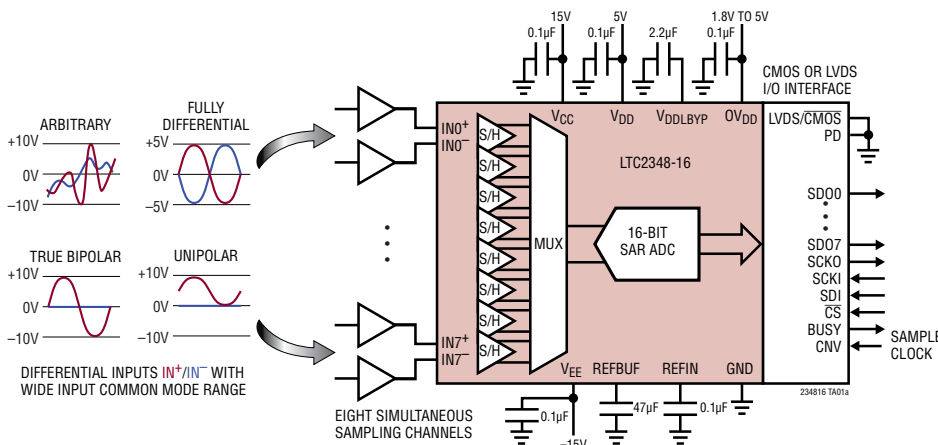 15V
5V
1.8V TO 5V
0.1µF
0.1µF
2.2µF
0.1µF
CMOS OR LVDS
I/O INTERFACE
ARBITRARY
FULLY
DIFFERENTIAL
+10V
0V
−10V
+5V
0V
−5V
TRUE BIPOLAR
UNIPOLAR
+10V
0V
−10V
+10V
0V
−10V
DIFFERENTIAL INPUTS IN+/IN− WITH
WIDE INPUT COMMON MODE RANGE
IN0+
IN0−
IN7+
IN7−
EIGHT SIMULTANEOUS
SAMPLING CHANNELS
S/H
S/H
S/H
S/H
S/H
S/H
S/H
S/H
MUX
VCC
VDD
VDDLBYP
OVDD
LTC2348-16
16-BIT
SAR ADC
VEE
REFBUF
REFIN
GND
0.1µF
47µF
0.1µF
−15V
LVDS/CMOS
PD
SDO0
SDO7
SCKO
SCKI
SDI
CS
BUSY
CNV
SAMPLE
CLOCK
234816 TA01a